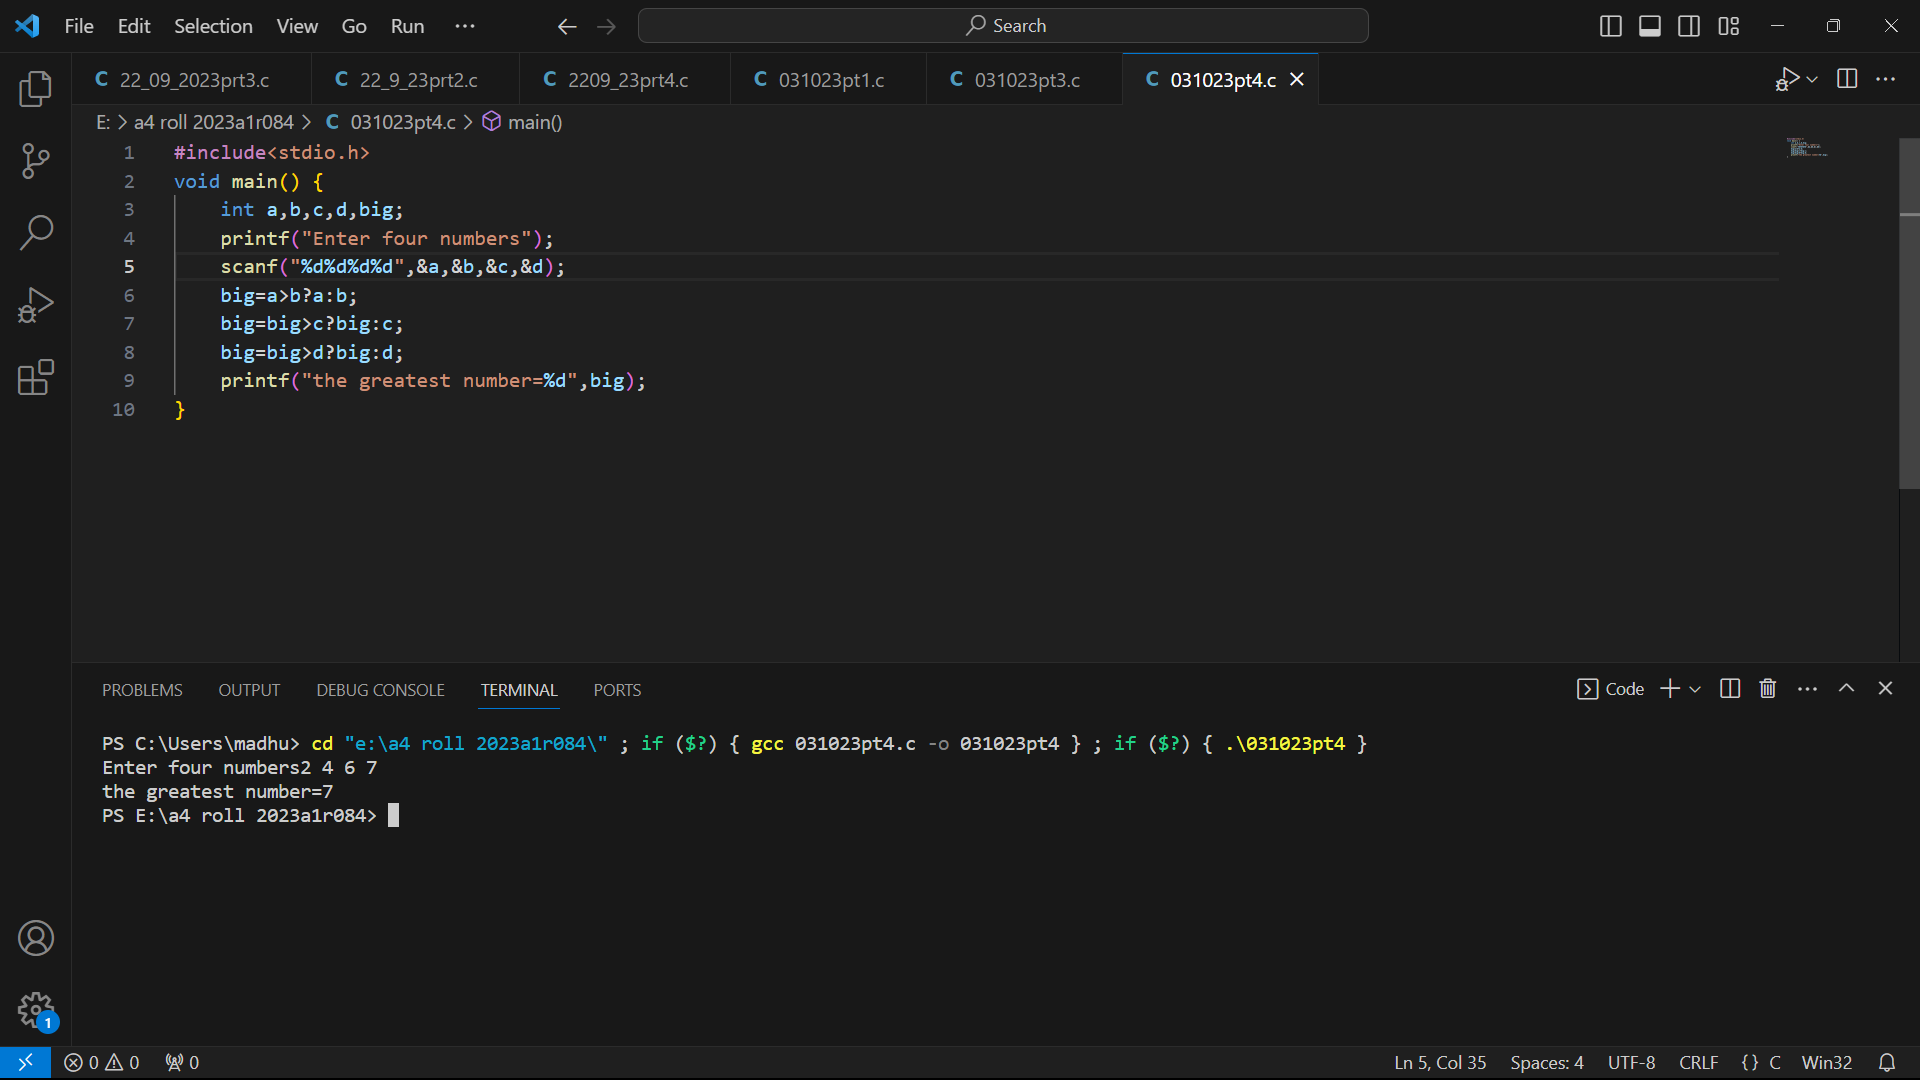 File Edit Selection View Go Run ··· Search
C 22_09_2023prt3.c C 22_9_23prt2.c C 2209_23prt4.c C 031023pt1.c C 031023pt3.c C 031023pt4.c
E: > a4 roll 2023a1r084 > C 031023pt4.c > main()
1 #include<stdio.h>
2 void main() {
3 int a,b,c,d,big;
4 printf("Enter four numbers");
5 scanf("%d%d%d%d",&a,&b,&c,&d);
6 big=a>b?a:b;
7 big=big>c?big:c;
8 big=big>d?big:d;
9 printf("the greatest number=%d",big);
10 }
PROBLEMS OUTPUT DEBUG CONSOLE TERMINAL PORTS Code
PS C:\Users\madhu> cd "e:\a4 roll 2023a1r084\" ; if ($?) { gcc 031023pt4.c -o 031023pt4 } ; if ($?) { .\031023pt4 }
Enter four numbers2 4 6 7
the greatest number=7
PS E:\a4 roll 2023a1r084>
1
0 0 0 Ln 5, Col 35 Spaces: 4 UTF-8 CRLF {} C Win32